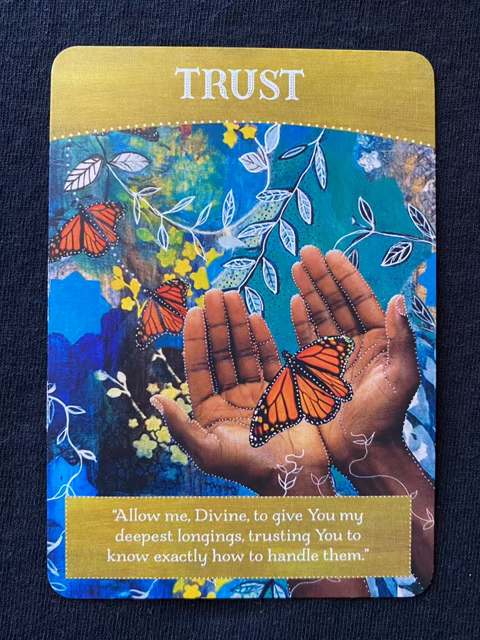 TRUST
"Allow me, Divine, to give You my
deepest longings, trusting You to
know exactly how to handle them."